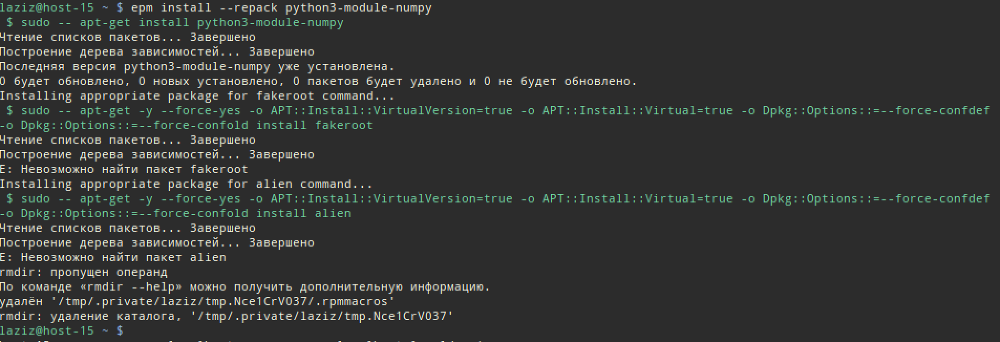 laziz@host-15 ~ $ epm install --repack python3-module-numpy
 $ sudo -- apt-get install python3-module-numpy
Чтение списков пакетов... Завершено
Построение дерева зависимостей... Завершено
Последняя версия python3-module-numpy уже установлена.
0 будет обновлено, 0 новых установлено, 0 пакетов будет удалено и 0 не будет обновлено.
Installing appropriate package for fakeroot command...
 $ sudo -- apt-get -y --force-yes -o APT::Install::VirtualVersion=true -o APT::Install::Virtual=true -o Dpkg::Options::=--force-confdef
-o Dpkg::Options::=--force-confold install fakeroot
Чтение списков пакетов... Завершено
Построение дерева зависимостей... Завершено
E: Невозможно найти пакет fakeroot
Installing appropriate package for alien command...
 $ sudo -- apt-get -y --force-yes -o APT::Install::VirtualVersion=true -o APT::Install::Virtual=true -o Dpkg::Options::=--force-confdef
-o Dpkg::Options::=--force-confold install alien
Чтение списков пакетов... Завершено
Построение дерева зависимостей... Завершено
E: Невозможно найти пакет alien
rmdir: пропущен операнд
По команде «rmdir --help» можно получить дополнительную информацию.
удалён '/tmp/.private/laziz/tmp.Nce1CrV037/.rpmmacros'
rmdir: удаление каталога, '/tmp/.private/laziz/tmp.Nce1CrV037'
laziz@host-15 ~ $